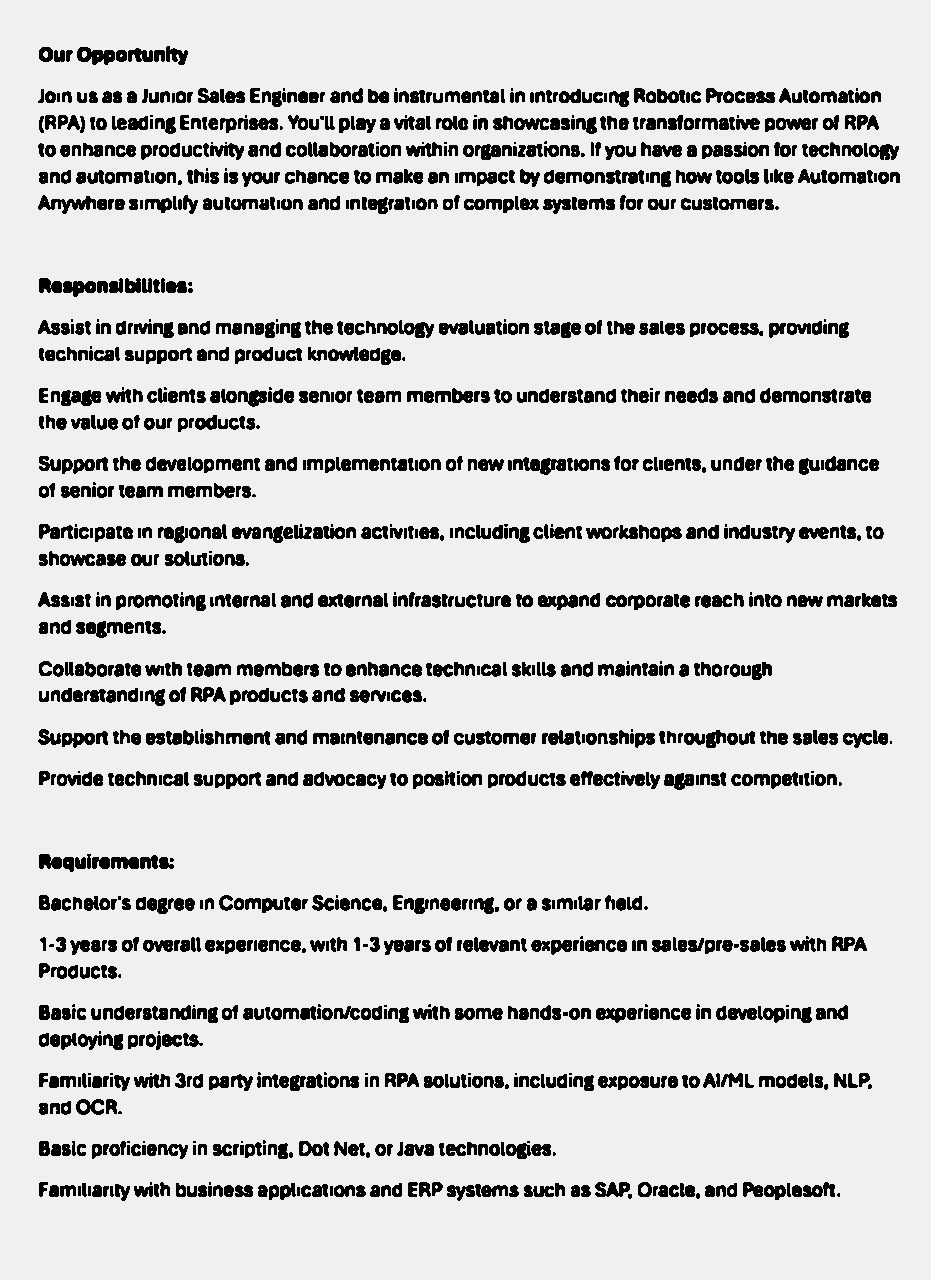 Our Opportunity
Join us as a Junior Sales Engineer and be instrumental in introducing Robotic Process Automation
(RPA) to leading Enterprises. You'll play a vital role in showcasing the transformative power of RPA
to enhance productivity and collaboration within organizations. If you have a passion for technology
and automation, this is your chance to make an impact by demonstrating how tools like Automation
Anywhere simplify automation and integration of complex systems for our customers.
Responsibilities:
Assist in driving and managing the technology evaluation stage of the sales process, providing
technical support and product knowledge.
Engage with clients alongside senior team members to understand their needs and demonstrate
the value of our products.
Support the development and implementation of new integrations for clients, under the guidance
of senior team members.
Participate in regional evangelization activities, including client workshops and industry events, to
showcase our solutions.
Assist in promoting internal and external infrastructure to expand corporate reach into new markets
and segments.
Collaborate with team members to enhance technical skills and maintain a thorough
understanding of RPA products and services.
Support the establishment and maintenance of customer relationships throughout the sales cycle.
Provide technical support and advocacy to position products effectively against competition.
Requirements:
Bachelor's degree in Computer Science, Engineering, or a similar field.
1-3 years of overall experience, with 1-3 years of relevant experience in sales/pre-sales with RPA
Products.
Basic understanding of automation/coding with some hands-on experience in developing and
deploying projects.
Familiarity with 3rd party integrations in RPA solutions, including exposure to AI/ML models, NLP,
and OCR.
Basic proficiency in scripting, Dot Net, or Java technologies.
Familiarity with business applications and ERP systems such as SAP, Oracle, and Peoplesoft.